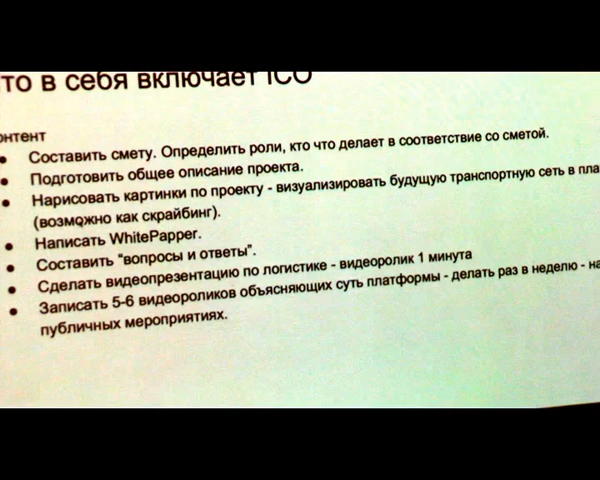 то в себя включает ICO
онтент
• Составить смету. Определить роли, кто что делает в соответствие со сметой.
• Подготовить общее описание проекта.
• Нарисовать картинки по проекту - визуализировать будущую транспортную сеть в пла
(возможно как скрайбинг).
• Написать WhitePapper.
• Составить “вопросы и ответы”.
• Сделать видеопрезентацию по логистике - видеоролик 1 минута
• Записать 5-6 видеороликов объясняющих суть платформы - делать раз в неделю - на
публичных мероприятиях.